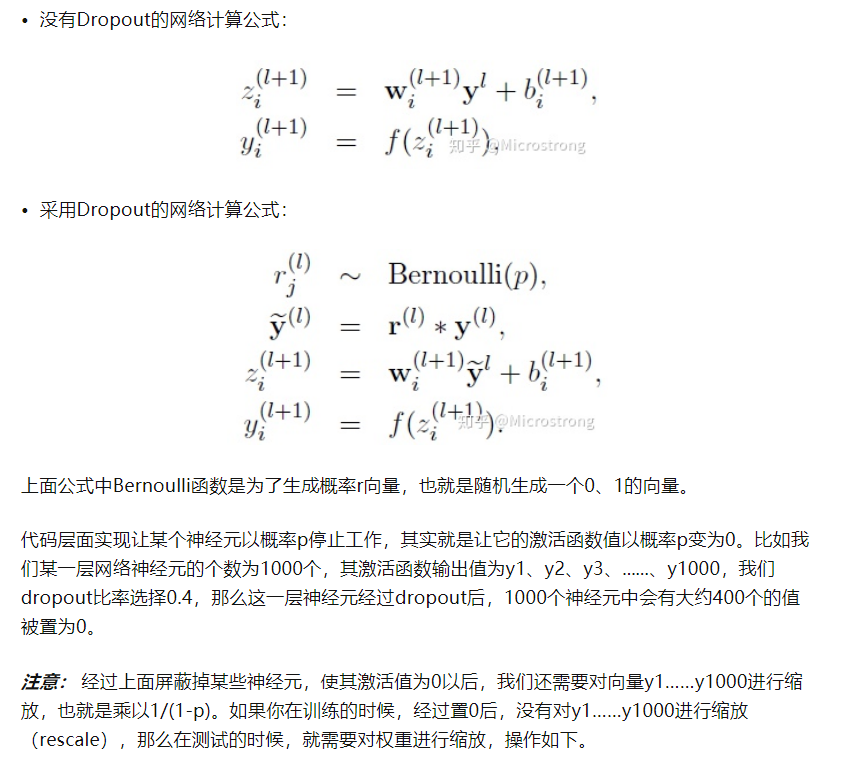 • 没有Dropout的网络计算公式：
z_i^{(l+1)} = w_i^{(l+1)} y^l + b_i^{(l+1)},
y_i^{(l+1)} = f(z_i^{(l+1)}),
知乎 @Microstrong
• 采用Dropout的网络计算公式：
r_j^{(l)} ∼ Bernoulli(p),
ỹ^{(l)} = r^{(l)} * y^{(l)},
z_i^{(l+1)} = w_i^{(l+1)} ỹ^l + b_i^{(l+1)},
y_i^{(l+1)} = f(z_i^{(l+1)}).
知乎 @Microstrong
上面公式中Bernoulli函数是为了生成概率r向量，也就是随机生成一个0、1的向量。
代码层面实现让某个神经元以概率p停止工作，其实就是让它的激活函数值以概率p变为0。比如我
们某一层网络神经元的个数为1000个，其激活函数输出值为y1、y2、y3、......、y1000，我们
dropout比率选择0.4，那么这一层神经元经过dropout后，1000个神经元中会有大约400个的值
被置为0。
注意： 经过上面屏蔽掉某些神经元，使其激活值为0以后，我们还需要对向量y1......y1000进行缩
放，也就是乘以1/(1-p)。如果你在训练的时候，经过置0后，没有对y1......y1000进行缩放
（rescale），那么在测试的时候，就需要对权重进行缩放，操作如下。